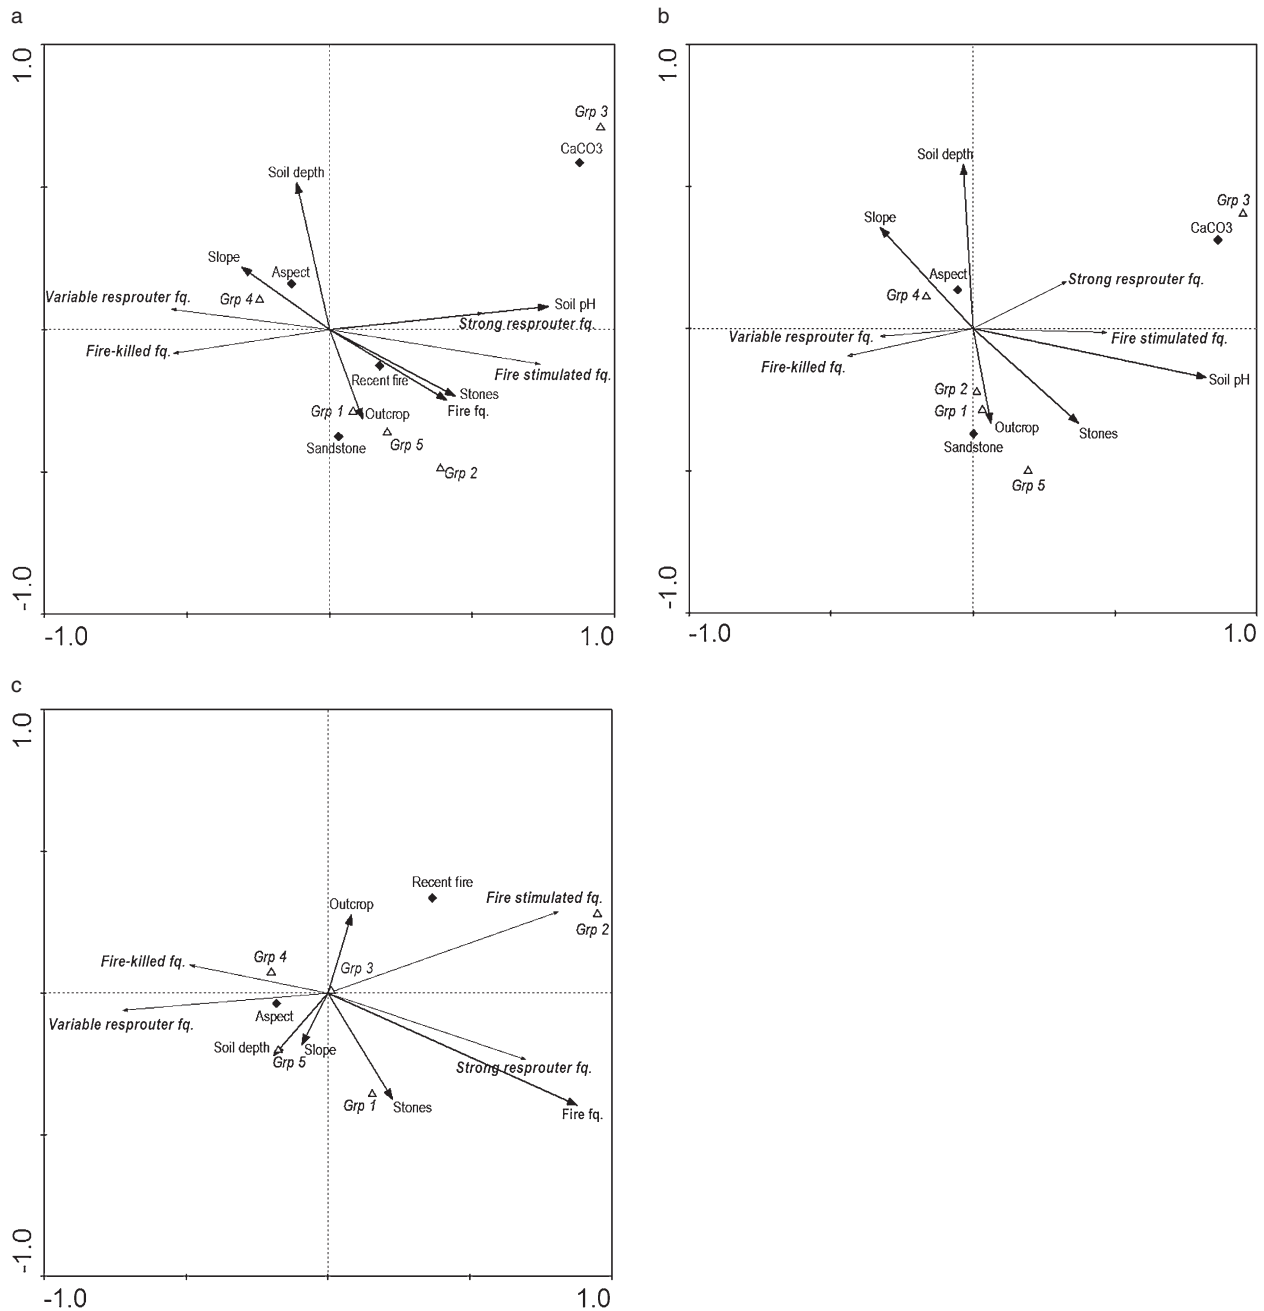 a
1.0
Grp 3
CaCO3
Soil depth
Slope
Aspect
Variable resprouter fq.
Grp 4
Soil pH
Strong resprouter fq.
Fire-killed fq.
Fire stimulated fq.
Recent fire
Stones
Fire fq.
Grp 1
Outcrop
Grp 5
Sandstone
Grp 2
-1.0
-1.0
1.0
b
1.0
Soil depth
Grp 3
Slope
CaCO3
Aspect
Strong resprouter fq.
Grp 4
Variable resprouter fq.
Fire stimulated fq.
Fire-killed fq.
Soil pH
Grp 2
Grp 1
Outcrop
Stones
Sandstone
Grp 5
-1.0
-1.0
1.0
c
1.0
Recent fire
Fire stimulated fq.
Outcrop
Grp 2
Grp 4
Fire-killed fq.
Grp 3
Aspect
Variable resprouter fq.
Soil depth
Slope
Grp 5
Strong resprouter fq.
Grp 1
Stones
Fire fq.
-1.0
-1.0
1.0